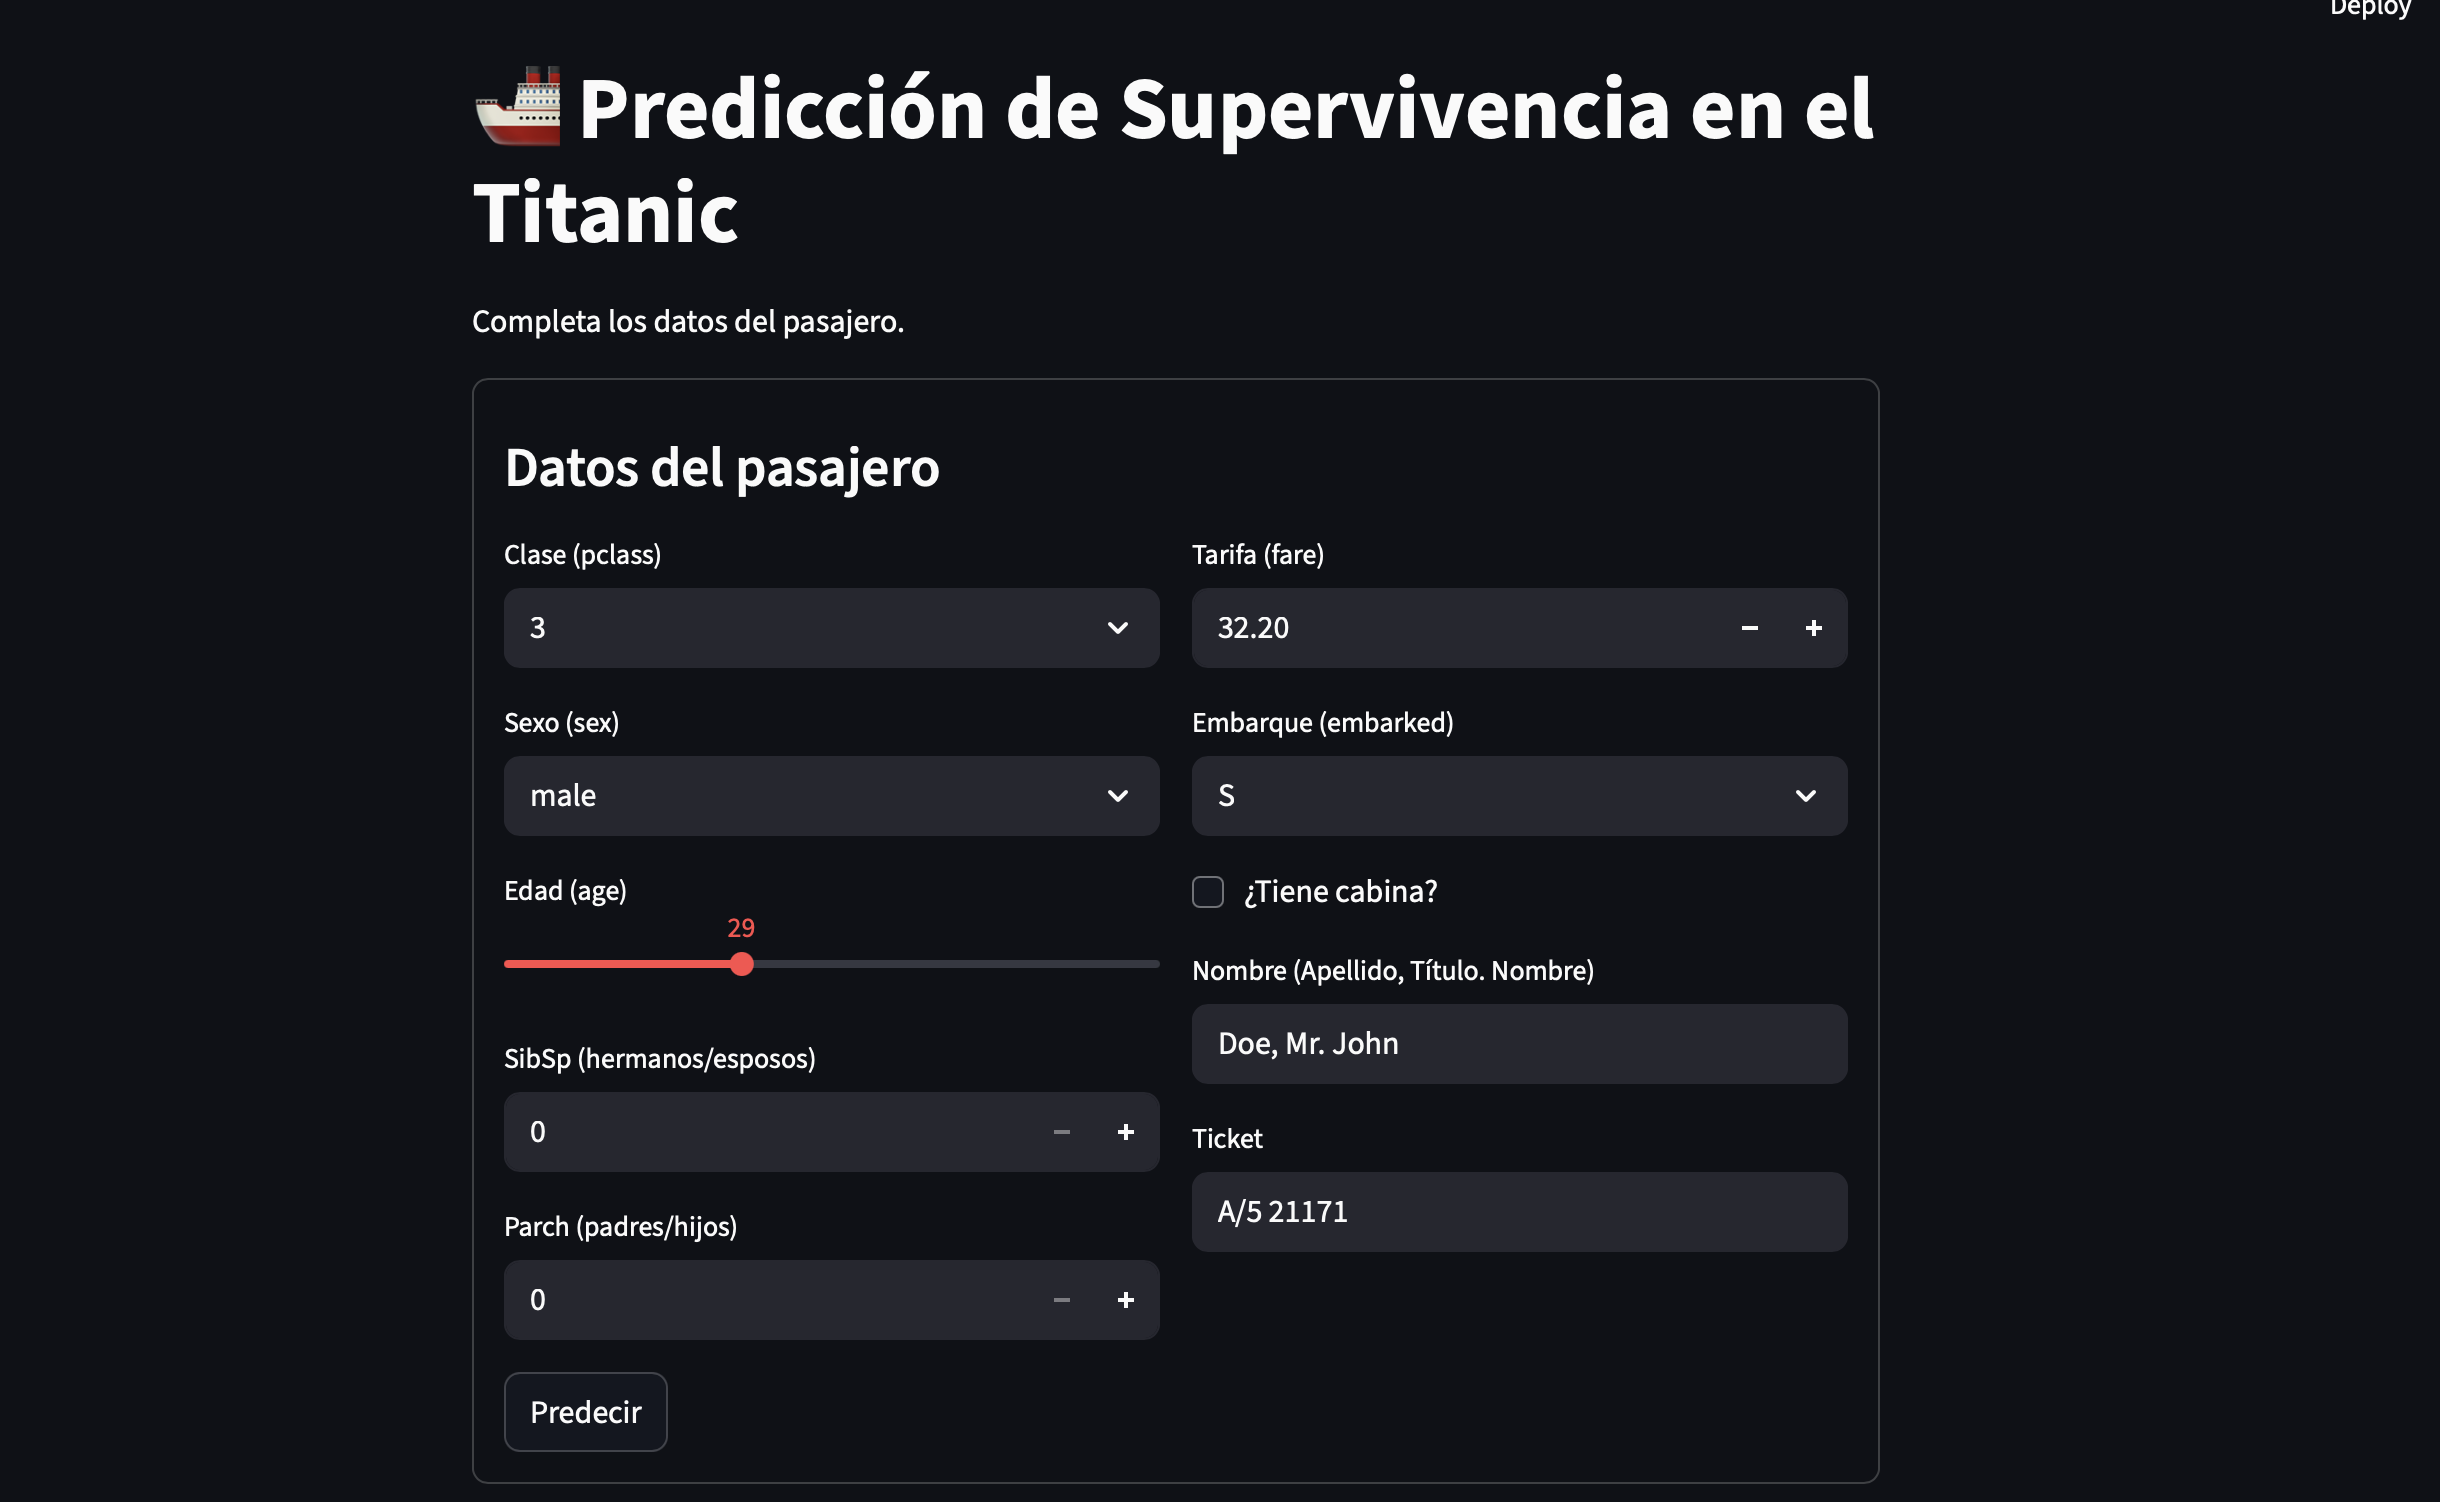 Deploy
Predicción de Supervivencia en el
Titanic
Completa los datos del pasajero.
Datos del pasajero
Clase (pclass)
3
Sexo (sex)
male
Edad (age)
29
SibSp (hermanos/esposos)
0
Parch (padres/hijos)
0
Tarifa (fare)
32.20
Embarque (embarked)
S
¿Tiene cabina?
Nombre (Apellido, Título. Nombre)
Doe, Mr. John
Ticket
A/5 21171
Predecir